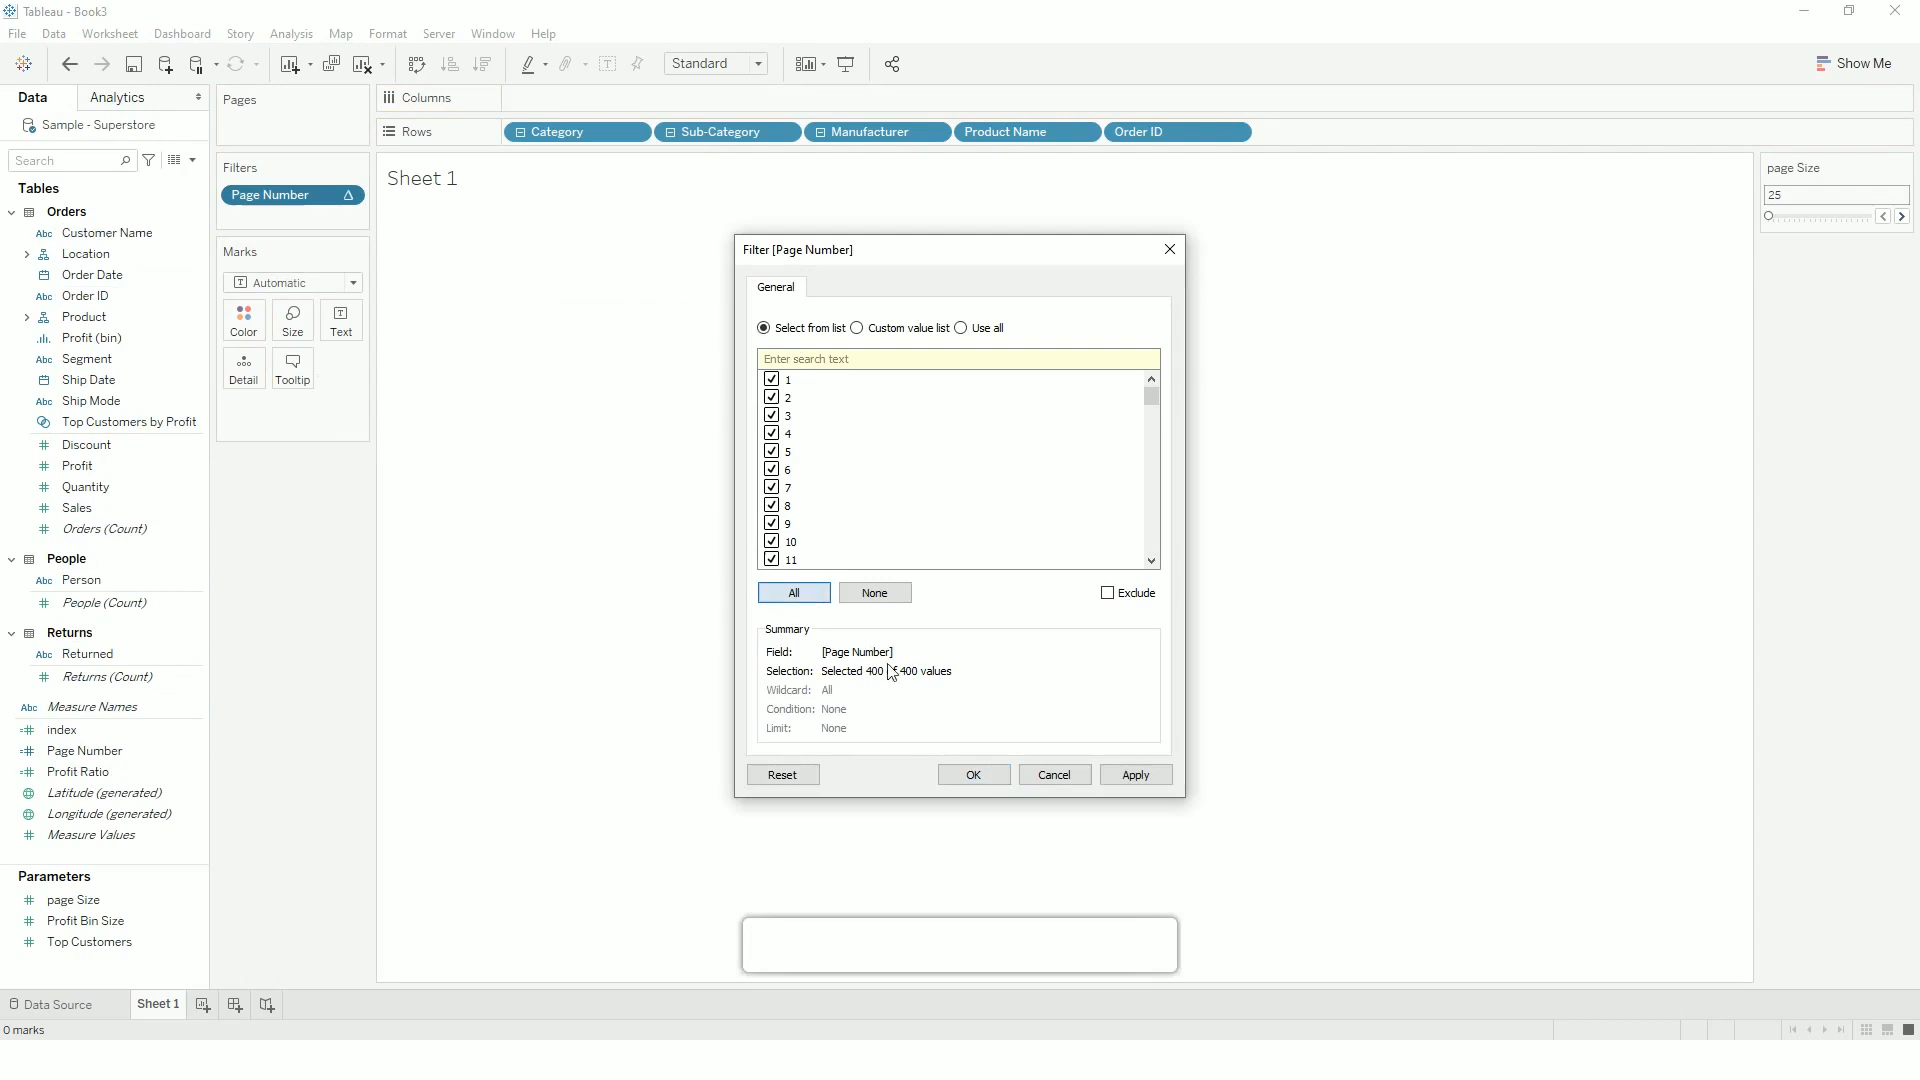 Tableau - Book3
File Data Worksheet Dashboard Story Analysis Map Format Server Window Help
Standard
Show Me
Data Analytics
Sample - Superstore
Search
Tables
Orders
Abc Customer Name
Location
Order Date
Abc Order ID
Product
Profit (bin)
Abc Segment
Ship Date
Abc Ship Mode
Top Customers by Profit
# Discount
# Profit
# Quantity
# Sales
# Orders (Count)
People
Abc Person
# People (Count)
Returns
Abc Returned
# Returns (Count)
Abc Measure Names
=# index
=# Page Number
=# Profit Ratio
Latitude (generated)
Longitude (generated)
# Measure Values
Parameters
# page Size
# Profit Bin Size
# Top Customers
Pages
Filters
Page Number
Marks
Automatic
Color Size Text
Detail Tooltip
Columns
Rows
Category Sub-Category Manufacturer Product Name Order ID
Sheet 1
Filter [Page Number]
General
Select from list Custom value list Use all
Enter search text
1
2
3
4
5
6
7
8
9
10
11
All None Exclude
Summary
Field: [Page Number]
Selection: Selected 400 400 values
Wildcard: All
Condition: None
Limit: None
Reset OK Cancel Apply
page Size
25
Data Source Sheet 1
0 marks